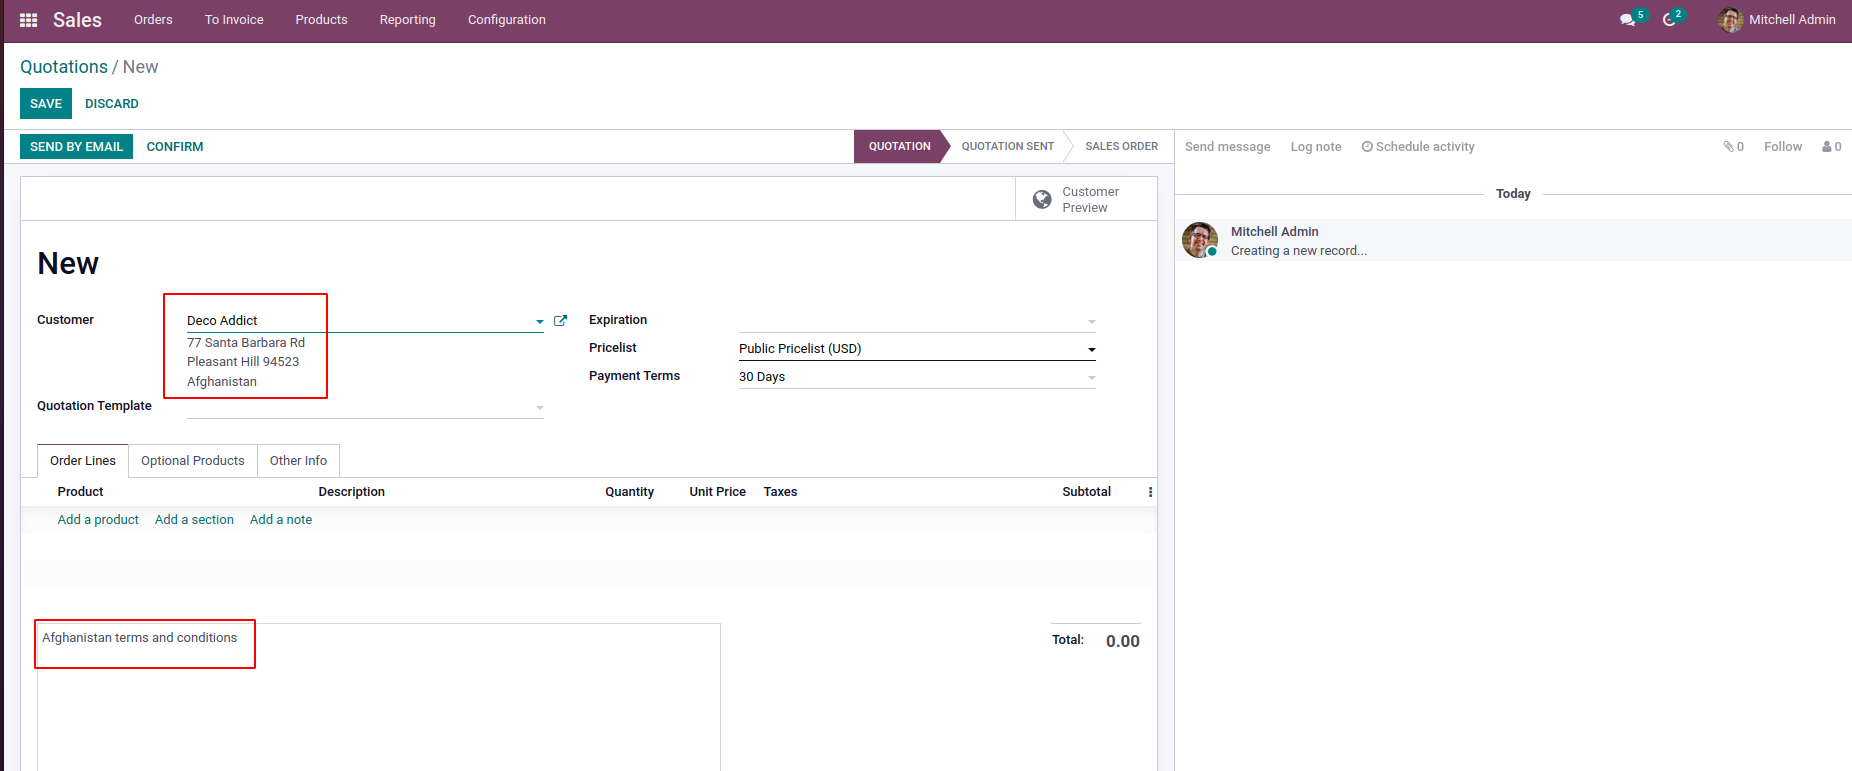 Sales Orders To Invoice Products Reporting Configuration 5 2 Mitchell Admin
Quotations / New
SAVE DISCARD
SEND BY EMAIL CONFIRM QUOTATION QUOTATION SENT SALES ORDER Send message Log note Schedule activity 0 Follow 0
Customer
Preview
Today
Mitchell Admin
Creating a new record...
New
Customer Deco Addict
77 Santa Barbara Rd
Pleasant Hill 94523
Afghanistan
Quotation Template
Expiration
Pricelist Public Pricelist (USD)
Payment Terms 30 Days
Order Lines Optional Products Other Info
Product Description Quantity Unit Price Taxes Subtotal
Add a product Add a section Add a note
Afghanistan terms and conditions
Total: 0.00